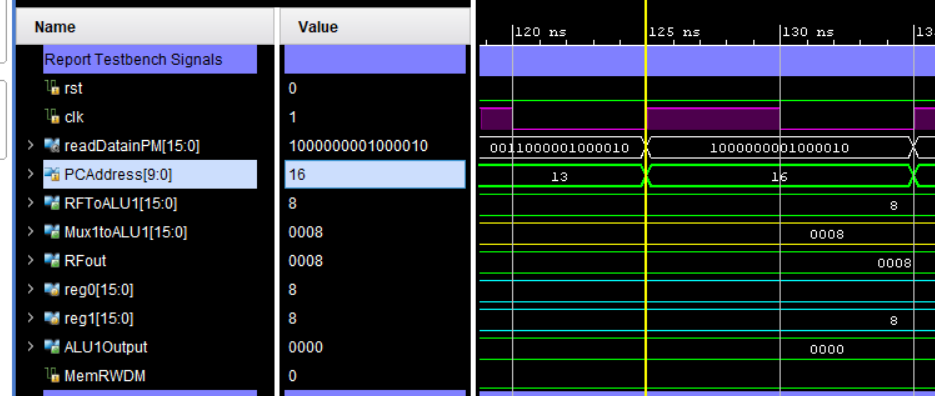 Name Value
120 ns 125 ns 130 ns 13
Report Testbench Signals
rst 0
clk 1
readDatainPM[15:0] 1000000001000010 0011000001000010 1000000001000010
PCAddress[9:0] 16 13 16
RFToALU1[15:0] 8 8
Mux1toALU1[15:0] 0008 0008
RFout 0008 0008
reg0[15:0] 8
reg1[15:0] 8 8
ALU1Output 0000 0000
MemRWDM 0